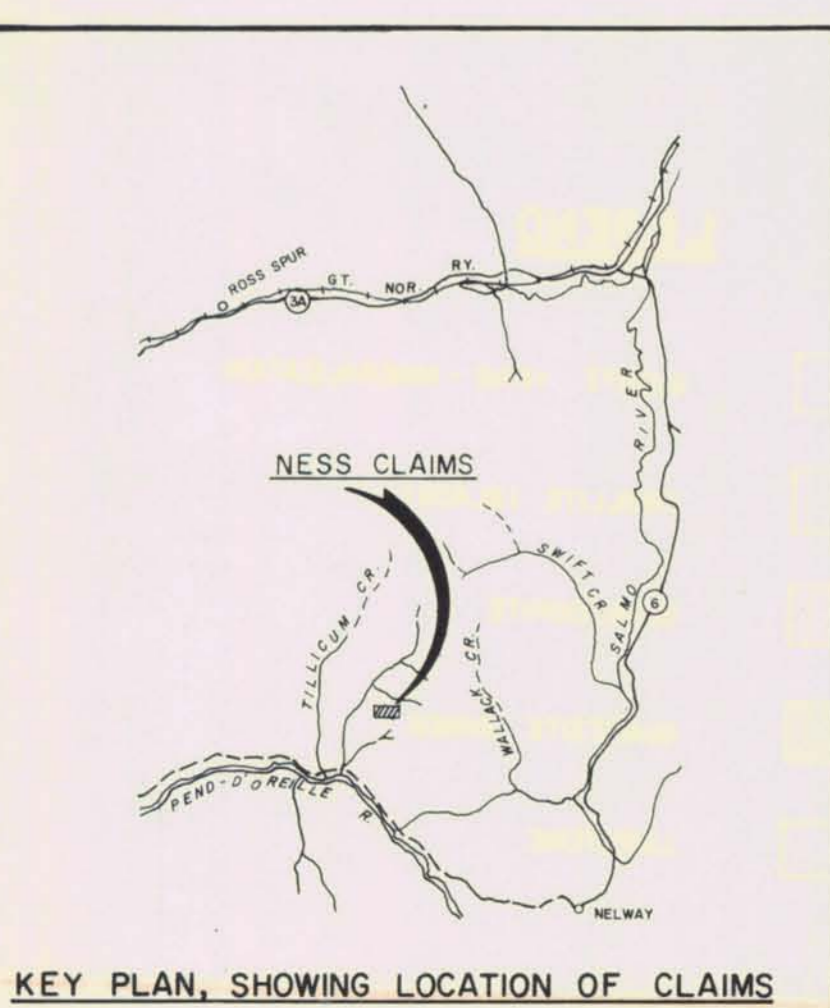 ROSS SPUR
3A
GT. NOR. RY.
RIVER
NESS CLAIMS
SWIFT CR
TILLICUM CR.
6
SALMO
WALLACK CR.
PEND-D'OREILLE R.
NELWAY
KEY PLAN, SHOWING LOCATION OF CLAIMS